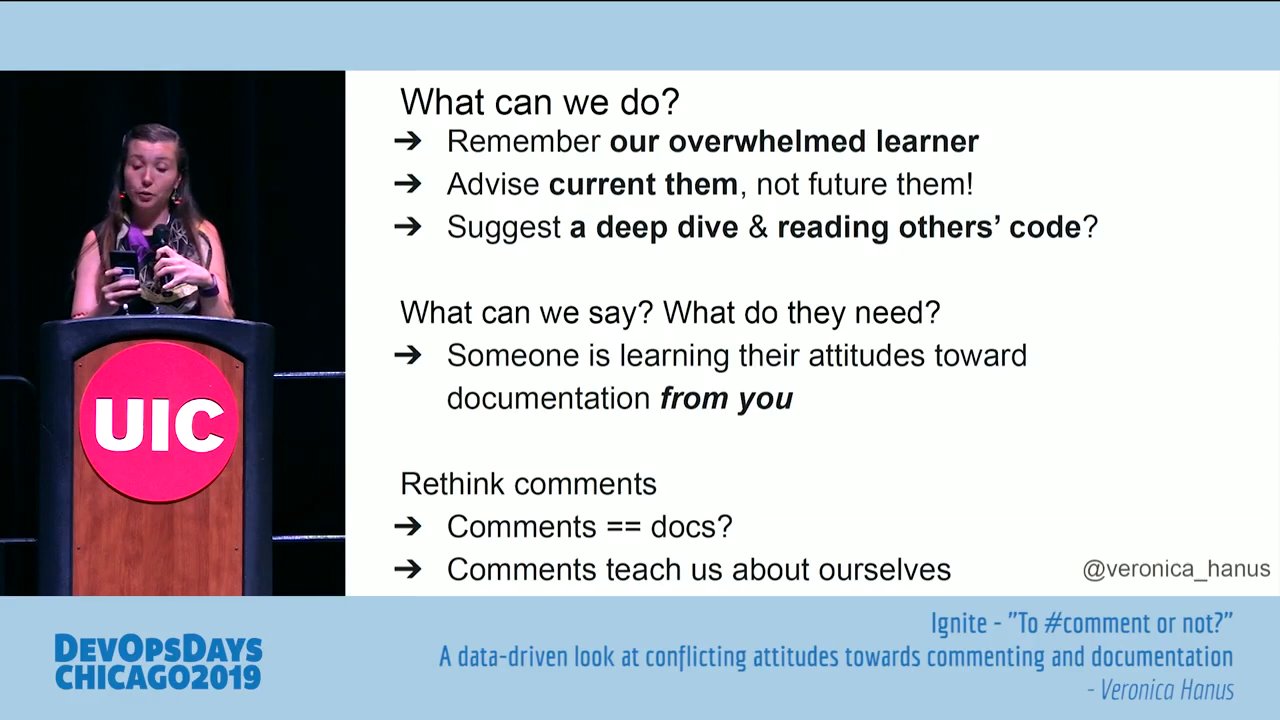 What can we do?
➔ Remember our overwhelmed learner
➔ Advise current them, not future them!
➔ Suggest a deep dive & reading others’ code?
What can we say? What do they need?
➔ Someone is learning their attitudes toward
documentation from you
Rethink comments
➔ Comments == docs?
➔ Comments teach us about ourselves
@veronica_hanus
UIC
DEVOPSDAYS
CHICAGO2019
Ignite - "To #comment or not?"
A data-driven look at conflicting attitudes towards commenting and documentation
- Veronica Hanus